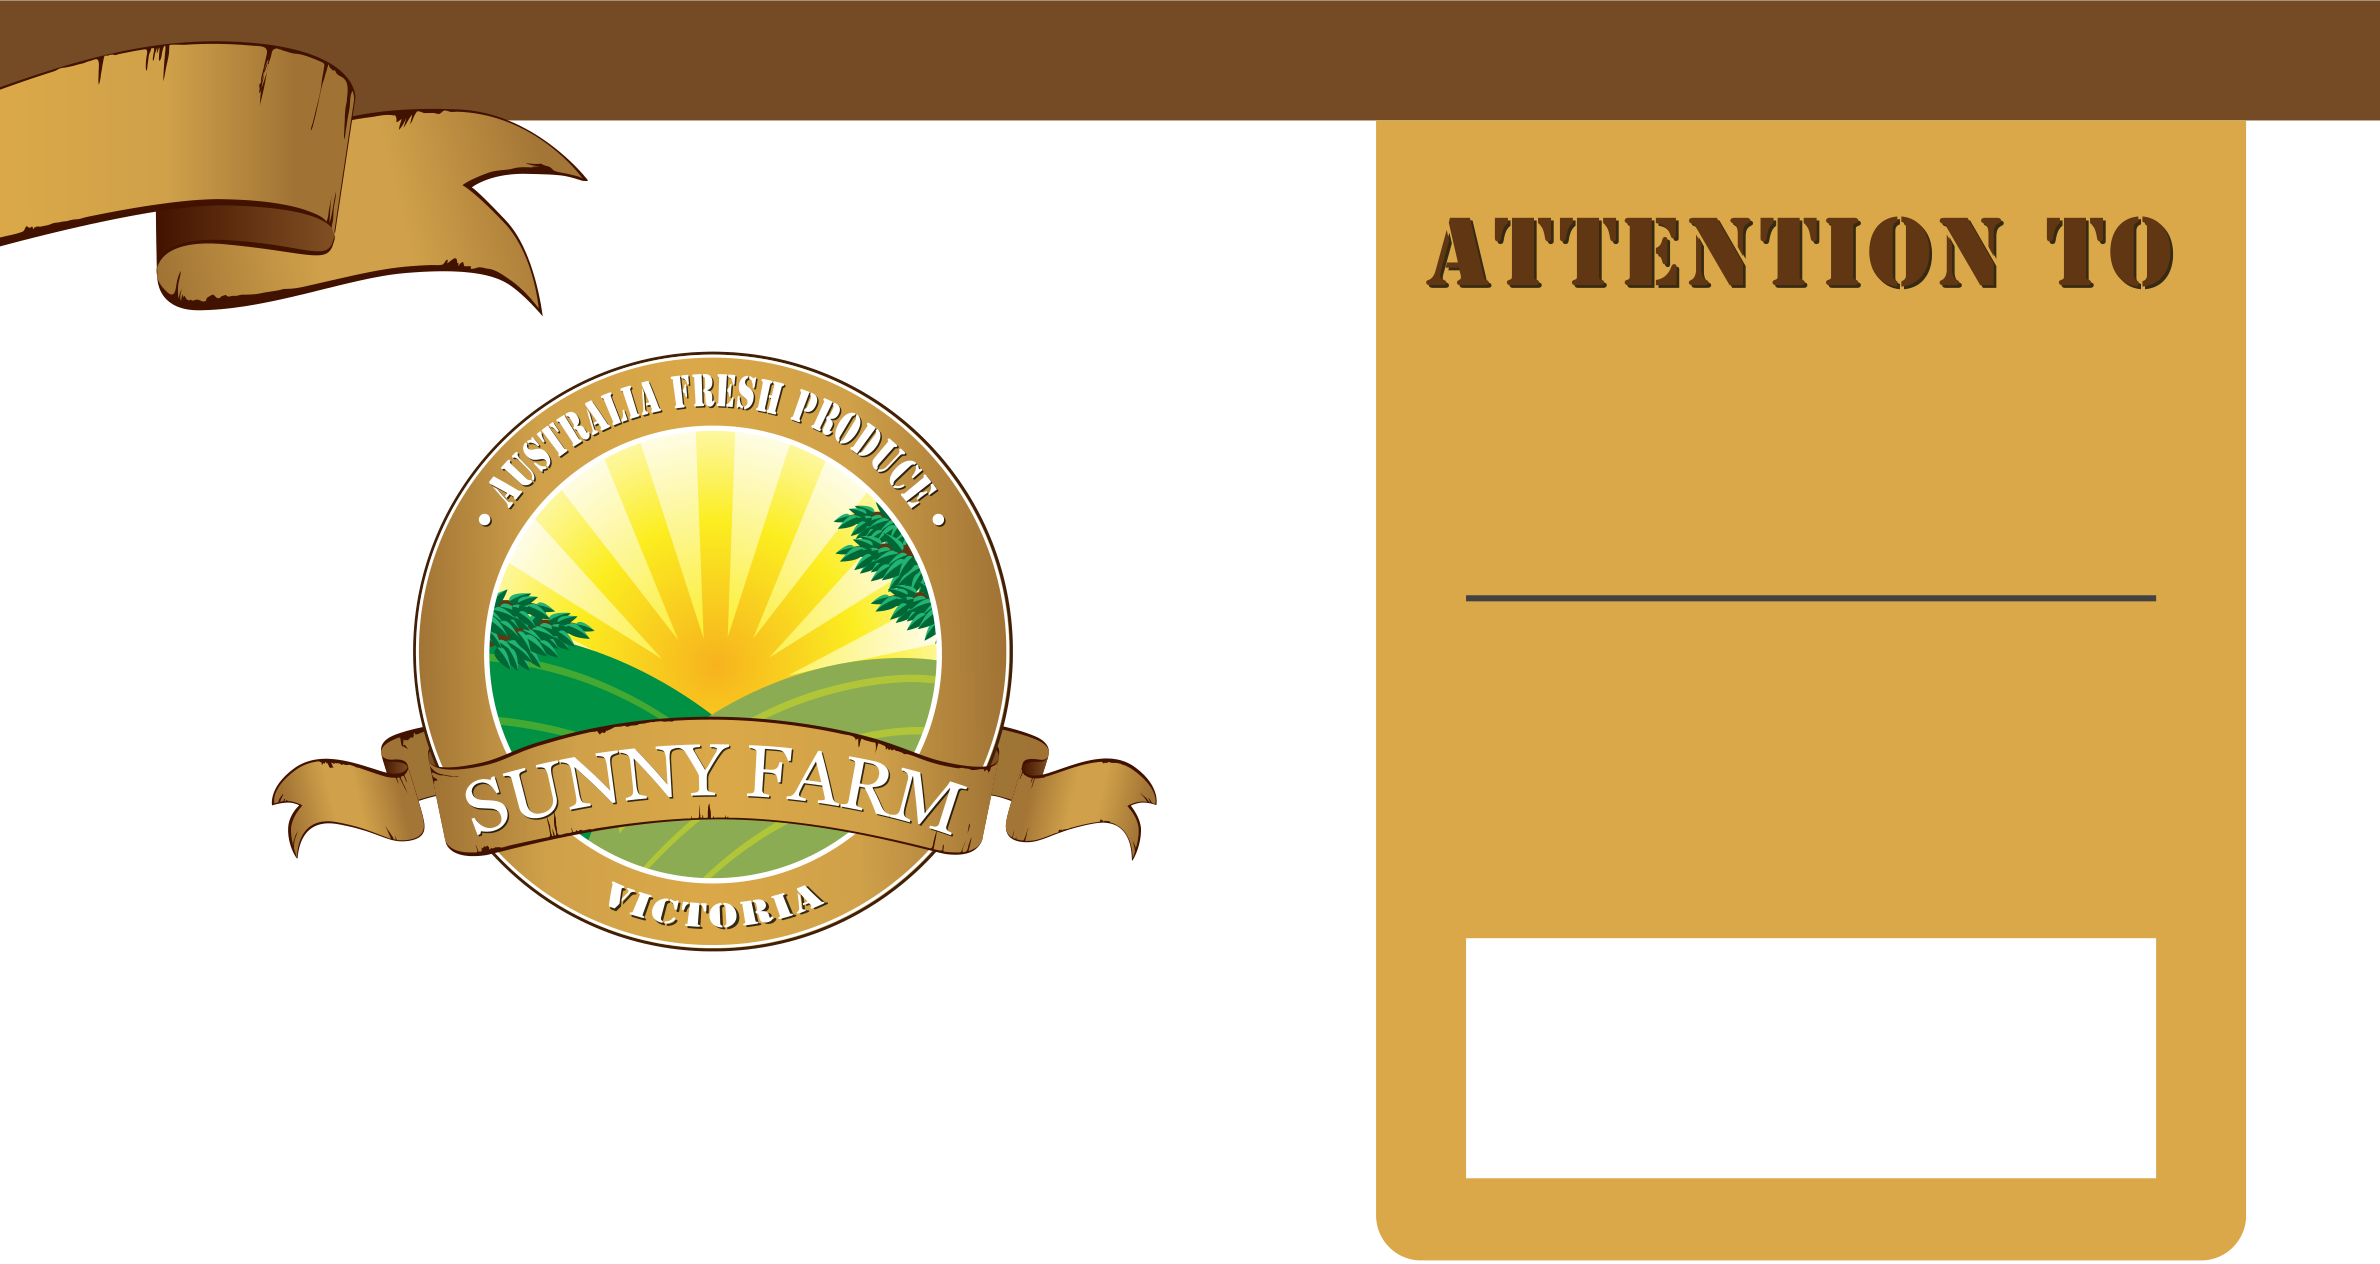 ATTENTION TO
• AUSTRALIA FRESH PRODUCE •
SUNNY FARM
VICTORIA